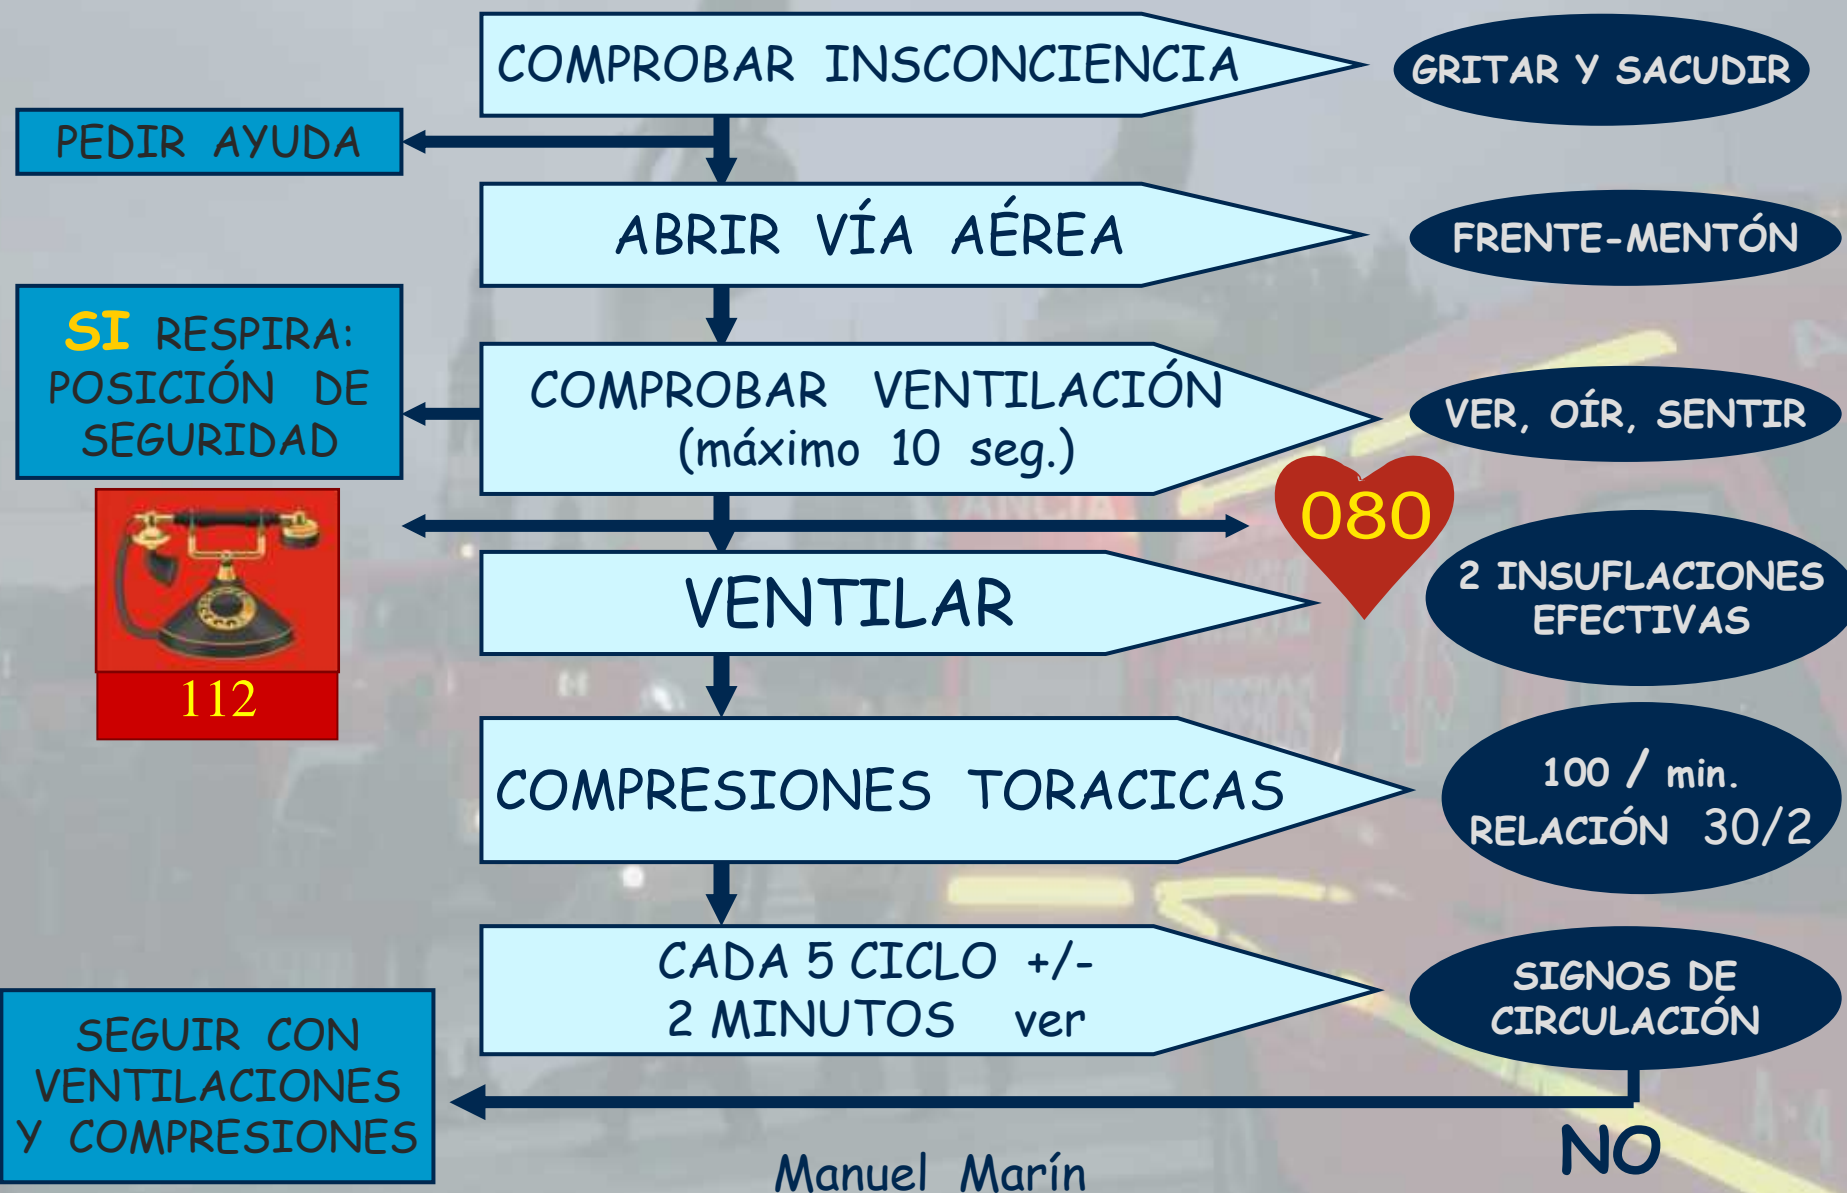 COMPROBAR INSCONCIENCIA
GRITAR Y SACUDIR
PEDIR AYUDA
ABRIR VÍA AÉREA
FRENTE-MENTÓN
SI RESPIRA:
POSICIÓN DE
SEGURIDAD
COMPROBAR VENTILACIÓN
(máximo 10 seg.)
VER, OÍR, SENTIR
080
112
VENTILAR
2 INSUFLACIONES
EFECTIVAS
COMPRESIONES TORACICAS
100 / min.
RELACIÓN 30/2
CADA 5 CICLO +/-
2 MINUTOS ver
SIGNOS DE
CIRCULACIÓN
SEGUIR CON
VENTILACIONES
Y COMPRESIONES
NO
Manuel Marín